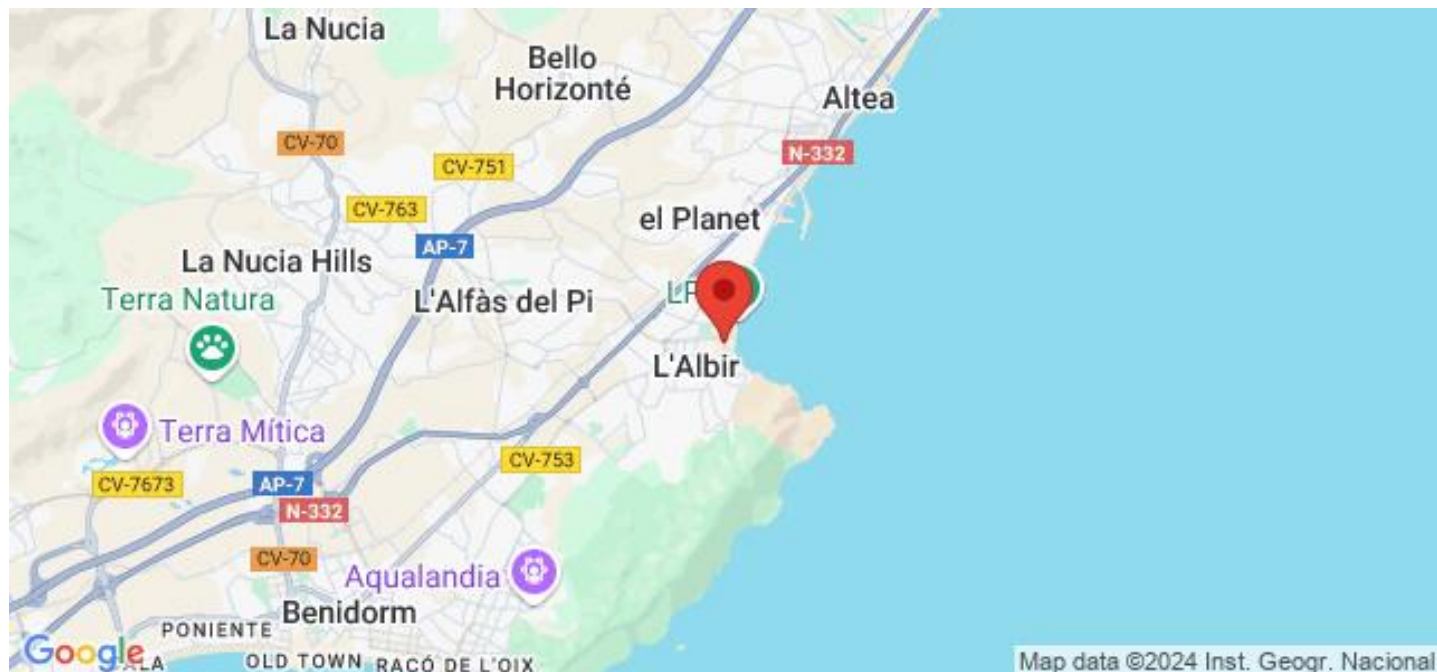 La Nucia
Bello
Horizonté
Altea
CV-70
N-332
CV-751
CV-763
el Planet
AP-7
La Nucia Hills
Terra Natura
L'Alfàs del Pi
L'Albir
Terra Mítica
CV-753
CV-7673
AP-7
N-332
CV-70
Aqualandia
Benidorm
PONIENTE
Google
OLD TOWN
RACÓ DE L'OIX
Map data ©2024 Inst. Geogr. Nacional